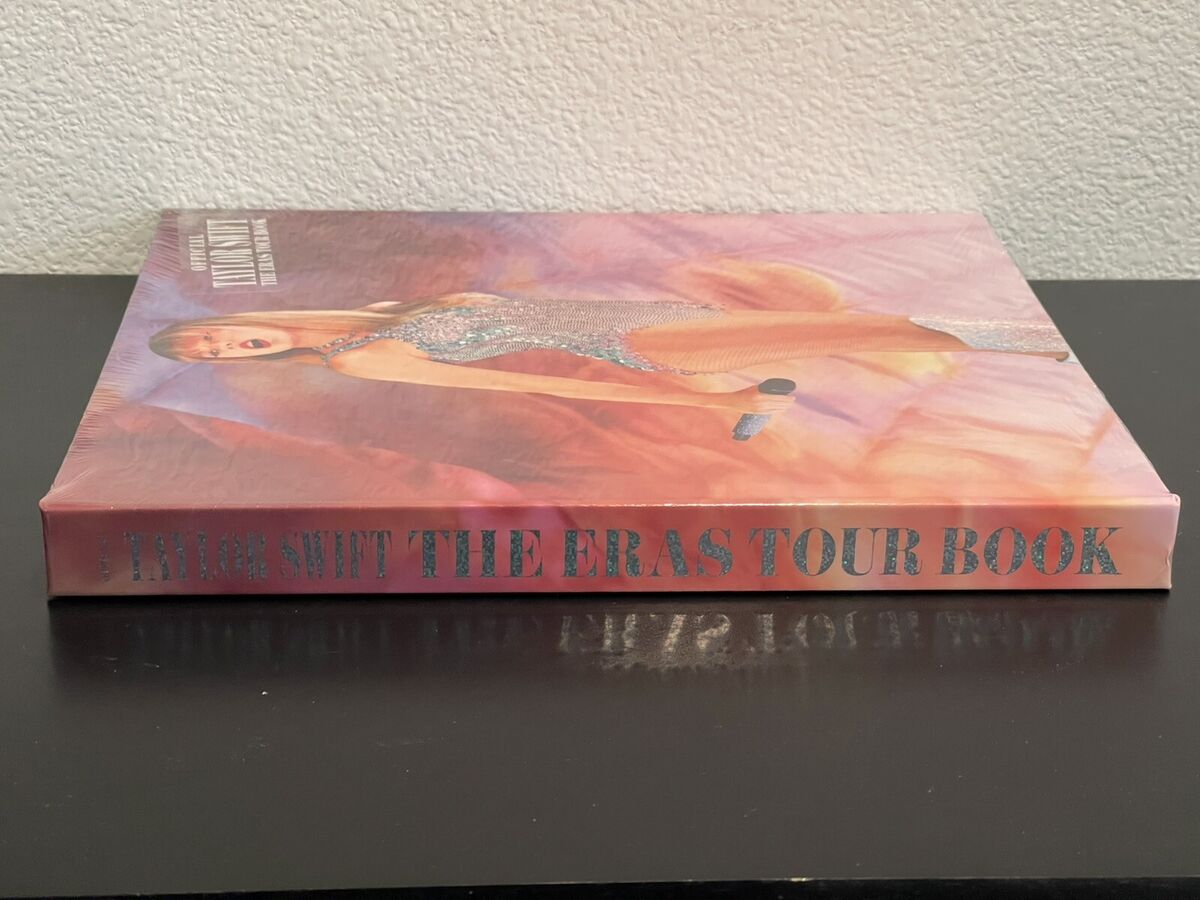 OFFICIAL
TAYLOR SWIFT
THE ERAS TOUR BOOK
TAYLOR SWIFT THE ERAS TOUR BOOK